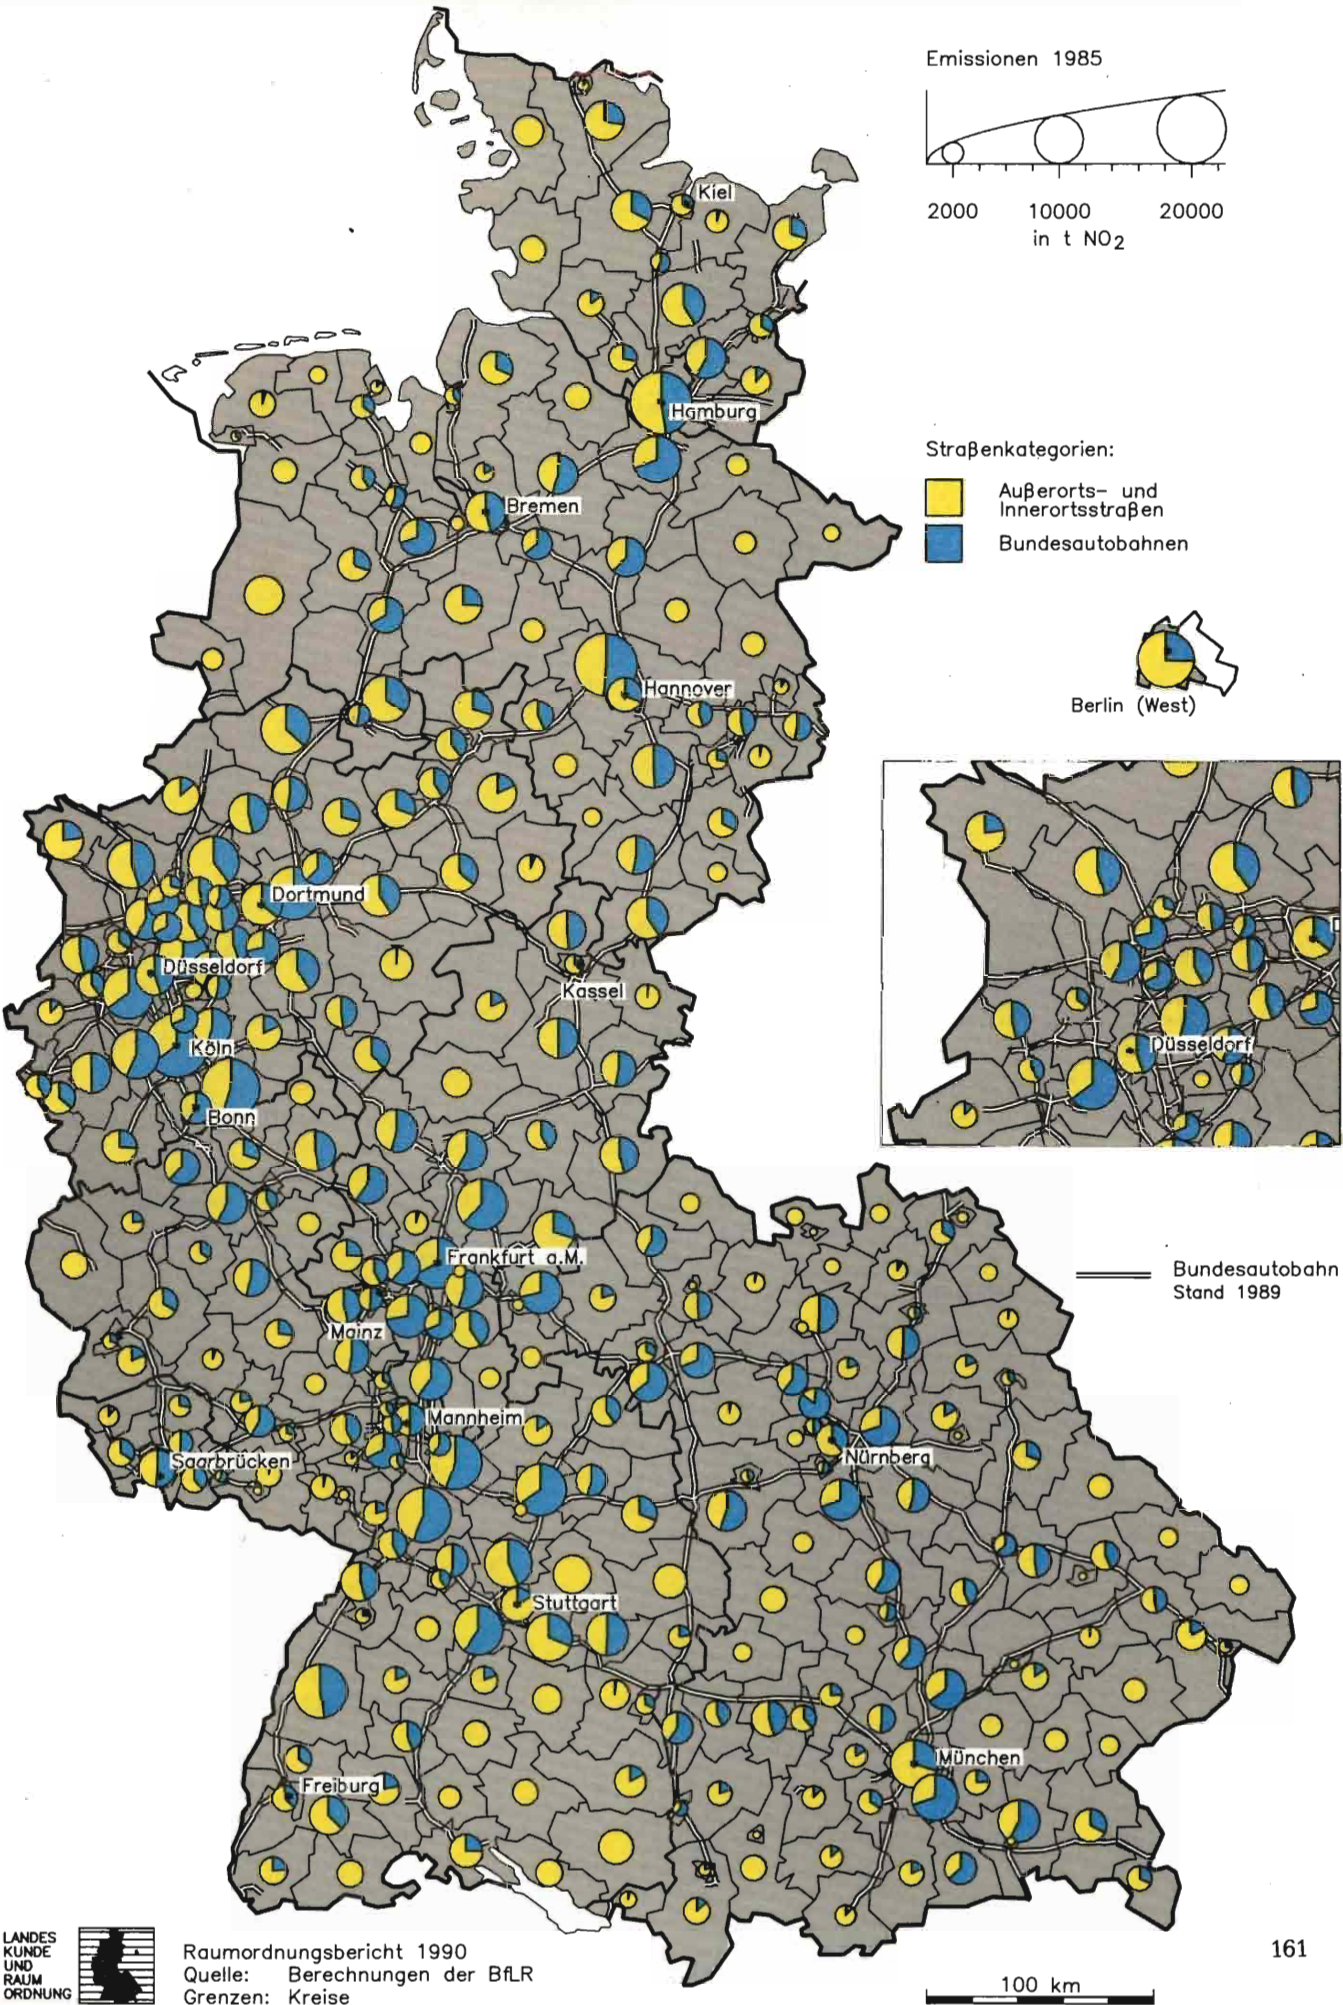 Emissionen 1985
2000 10000 20000
in t NO₂
Kiel
Hamburg
Straßenkategorien:
Außerorts- und
Innerortsstraßen
Bundesautobahnen
Bremen
Hannover
Berlin (West)
Dortmund
Düsseldorf
Kassel
Köln
Bonn
D
Düsseldorf
Frankfurt a.M.
Bundesautobahn
Stand 1989
Mainz
Mannheim
Saarbrücken
Nürnberg
Stuttgart
München
Freiburg
LANDES
KUNDE
UND
RAUM
ORDNUNG
Raumordnungsbericht 1990
Quelle: Berechnungen der BfLR
Grenzen: Kreise
161
100 km